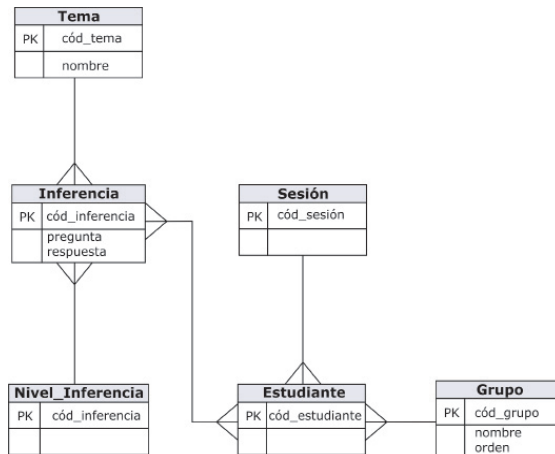 Tema
PK cód_tema
nombre
Inferencia
PK cód_inferencia
pregunta
respuesta
Sesión
PK cód_sesión
Nivel_Inferencia
PK cód_inferencia
Estudiante
PK cód_estudiante
Grupo
PK cód_grupo
nombre
orden